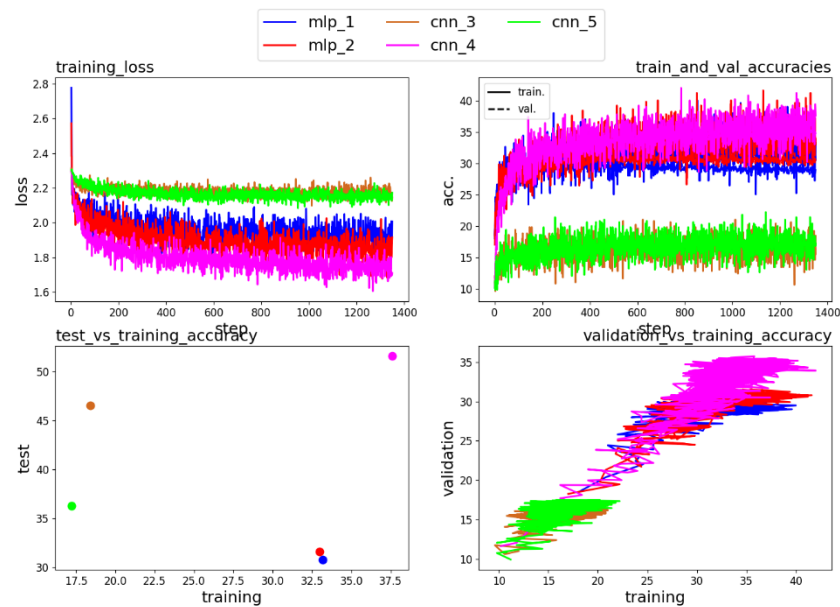 mlp_1 cnn_3 cnn_5
mlp_2 cnn_4
training_loss
train_and_val_accuracies
2.8
2.6
2.4
2.2
2.0
1.8
1.6
loss
0 200 400 600 800 1000 1200 1400
step
train.
val.
40
35
30
25
20
15
10
acc.
0 200 400 600 800 1000 1200 1400
step
test_vs_training_accuracy
validation_vs_training_accuracy
50
45
40
35
30
test
17.5 20.0 22.5 25.0 27.5 30.0 32.5 35.0 37.5
training
35
30
25
20
15
10
validation
10 15 20 25 30 35 40
training